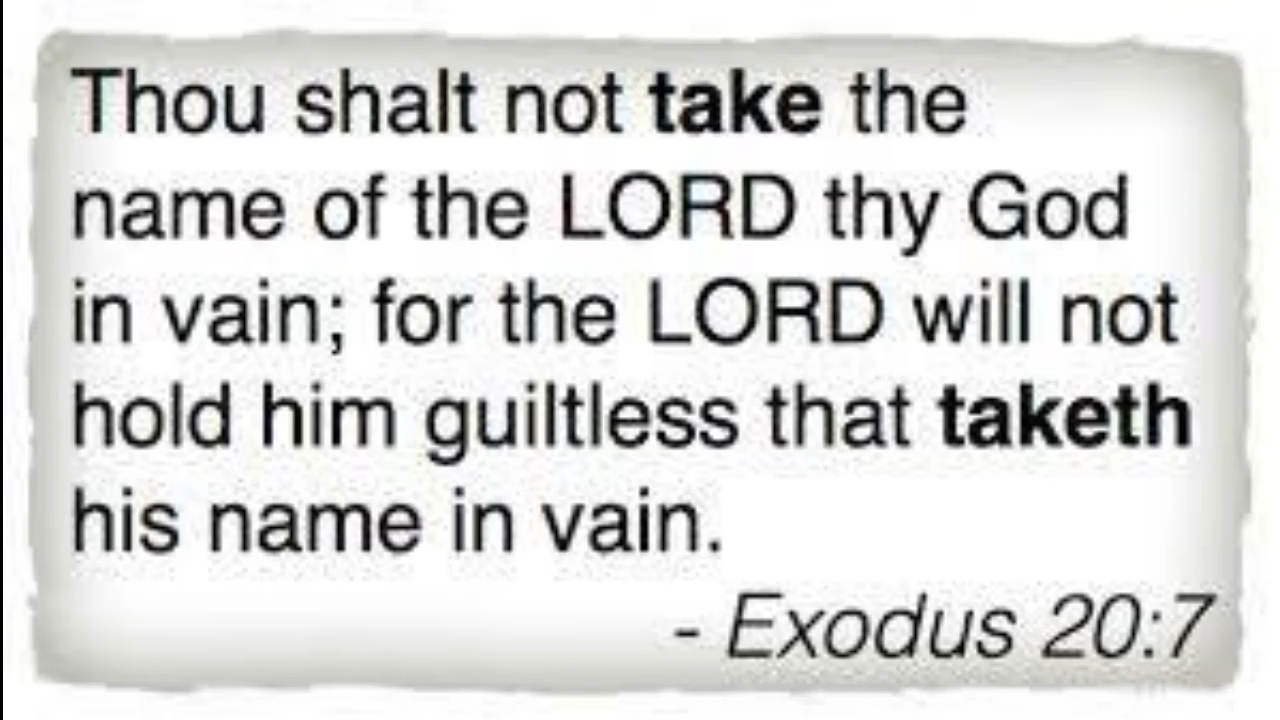 Thou shalt not take the
name of the LORD thy God
in vain; for the LORD will not
hold him guiltless that taketh
his name in vain.
- Exodus 20:7